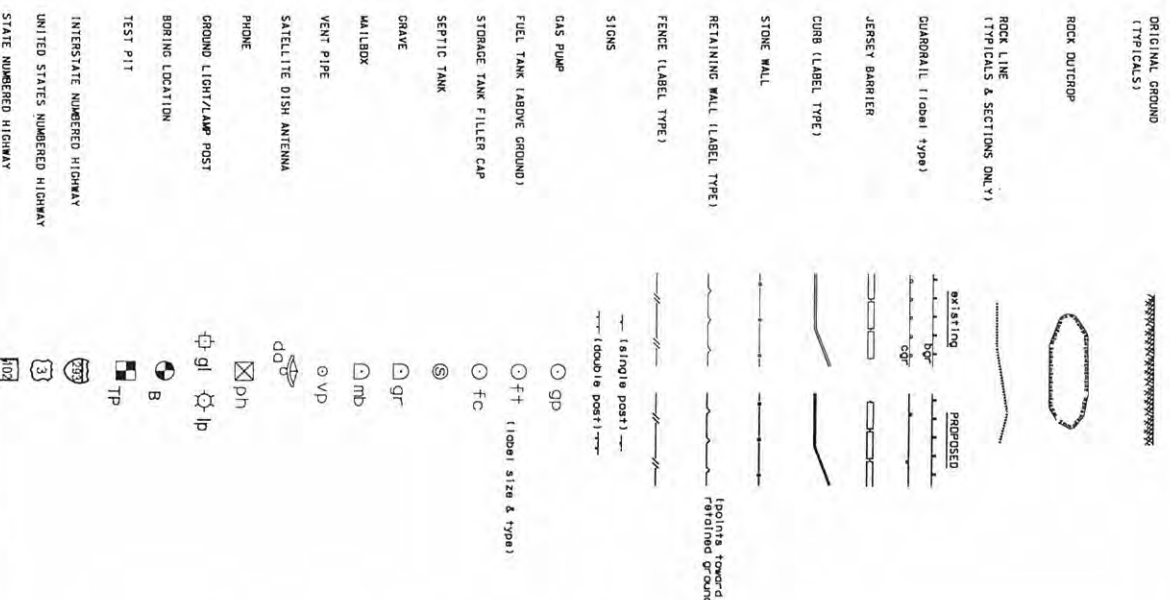 ORIGINAL GROUND
(TYPICALS)
ROCK OUTCROP
ROCK LINE
(TYPICALS & SECTIONS ONLY)
existing PROPOSED
GUARDRAIL (label type) bgr
cgr
JERSEY BARRIER
CURB (LABEL TYPE)
STONE WALL
RETAINING WALL (LABEL TYPE) (points toward
retained ground
FENCE (LABEL TYPE)
SIGNS (single post)
(double post)
GAS PUMP gp
FUEL TANK (ABOVE GROUND) ft (label size & type)
STORAGE TANK FILLER CAP fc
SEPTIC TANK S
GRAVE gr
MAILBOX mb
VENT PIPE vp
SATELLITE DISH ANTENNA da
PHONE ph
GROUND LIGHT/LAMP POST gl lp
BORING LOCATION B
TEST PIT TP
INTERSTATE NUMBERED HIGHWAY 293
UNITED STATES NUMBERED HIGHWAY 3
STATE NUMBERED HIGHWAY 102